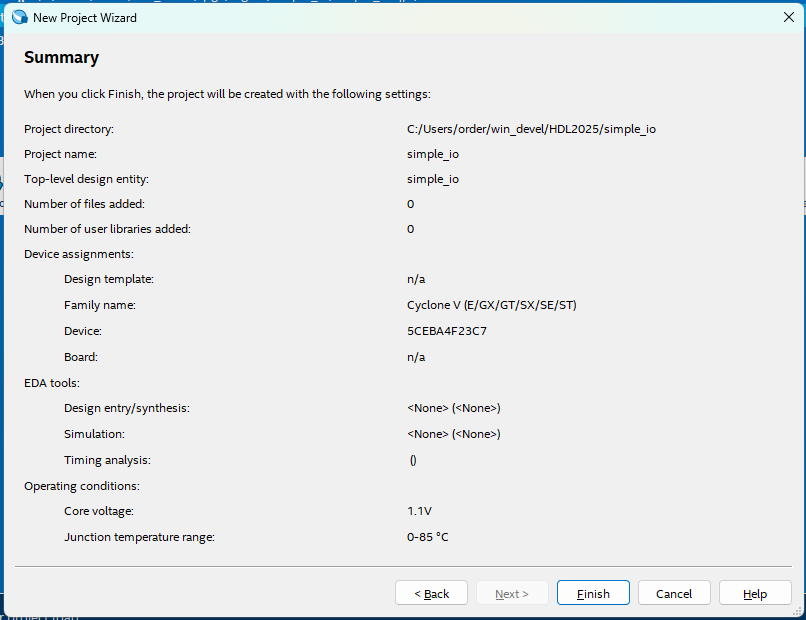 New Project Wizard
Summary
When you click Finish, the project will be created with the following settings:
Project directory: C:/Users/order/win_devel/HDL2025/simple_io
Project name: simple_io
Top-level design entity: simple_io
Number of files added: 0
Number of user libraries added: 0
Device assignments:
Design template: n/a
Family name: Cyclone V (E/GX/GT/SX/SE/ST)
Device: 5CEBA4F23C7
Board: n/a
EDA tools:
Design entry/synthesis: <None> (<None>)
Simulation: <None> (<None>)
Timing analysis: ()
Operating conditions:
Core voltage: 1.1V
Junction temperature range: 0-85 °C
< Back Next > Finish Cancel Help